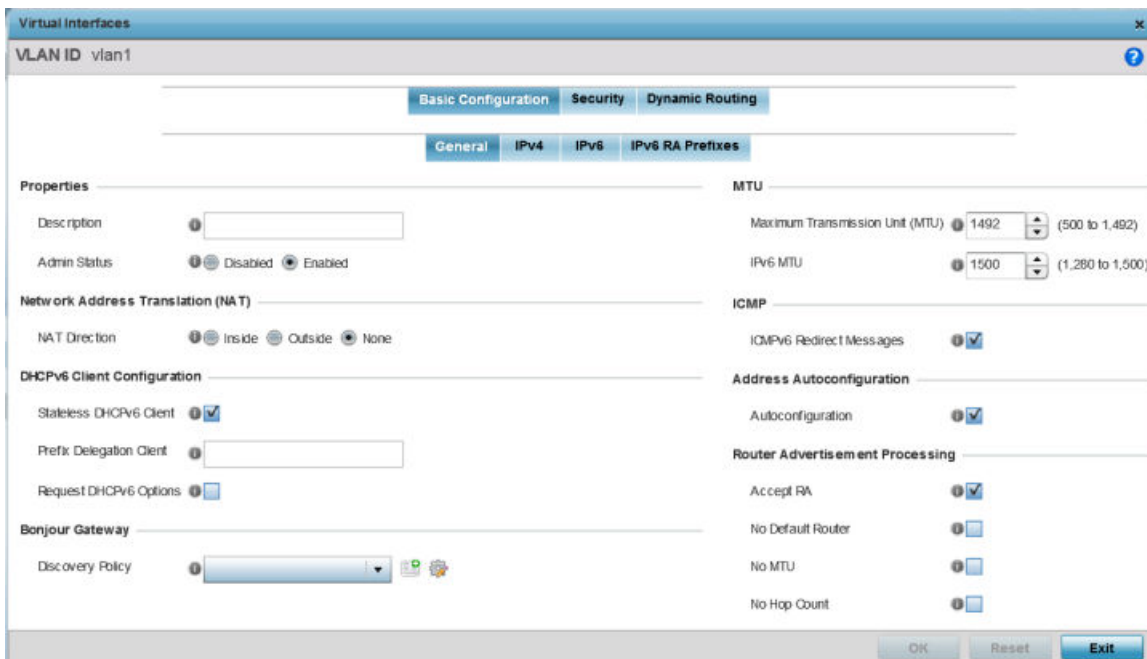 Virtual Interfaces
VLAN ID vlan1
Basic Configuration Security Dynamic Routing
General IPv4 IPv6 IPv6 RA Prefixes
Properties
Description
Admin Status Disabled Enabled
Network Address Translation (NAT)
NAT Direction Inside Outside None
DHCPv6 Client Configuration
Stateless DHCPv6 Client
Prefix Delegation Client
Request DHCPv6 Options
Bonjour Gateway
Discovery Policy
MTU
Maximum Transmission Unit (MTU) 1492 (500 to 1,492)
IPv6 MTU 1500 (1,280 to 1,500)
ICMP
ICMPv6 Redirect Messages
Address Autoconfiguration
Autoconfiguration
Router Advertisement Processing
Accept RA
No Default Router
No MTU
No Hop Count
OK Reset Exit